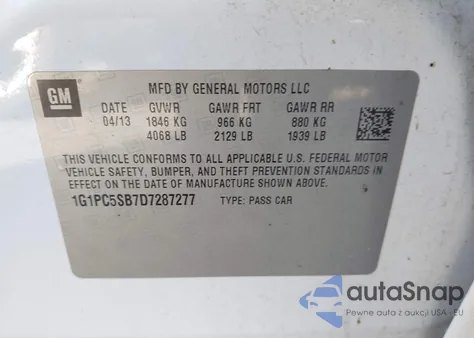 GM
MFD BY GENERAL MOTORS LLC
DATE GVWR GAWR FRT GAWR RR
04/13 1846 KG 966 KG 880 KG
4068 LB 2129 LB 1939 LB
THIS VEHICLE CONFORMS TO ALL APPLICABLE U.S. FEDERAL MOTOR
VEHICLE SAFETY, BUMPER, AND THEFT PREVENTION STANDARDS IN
EFFECT ON THE DATE OF MANUFACTURE SHOWN ABOVE.
1G1PC5SB7D7287277 TYPE: PASS CAR
autoSnap
Pewne auta z aukcji USA i EU